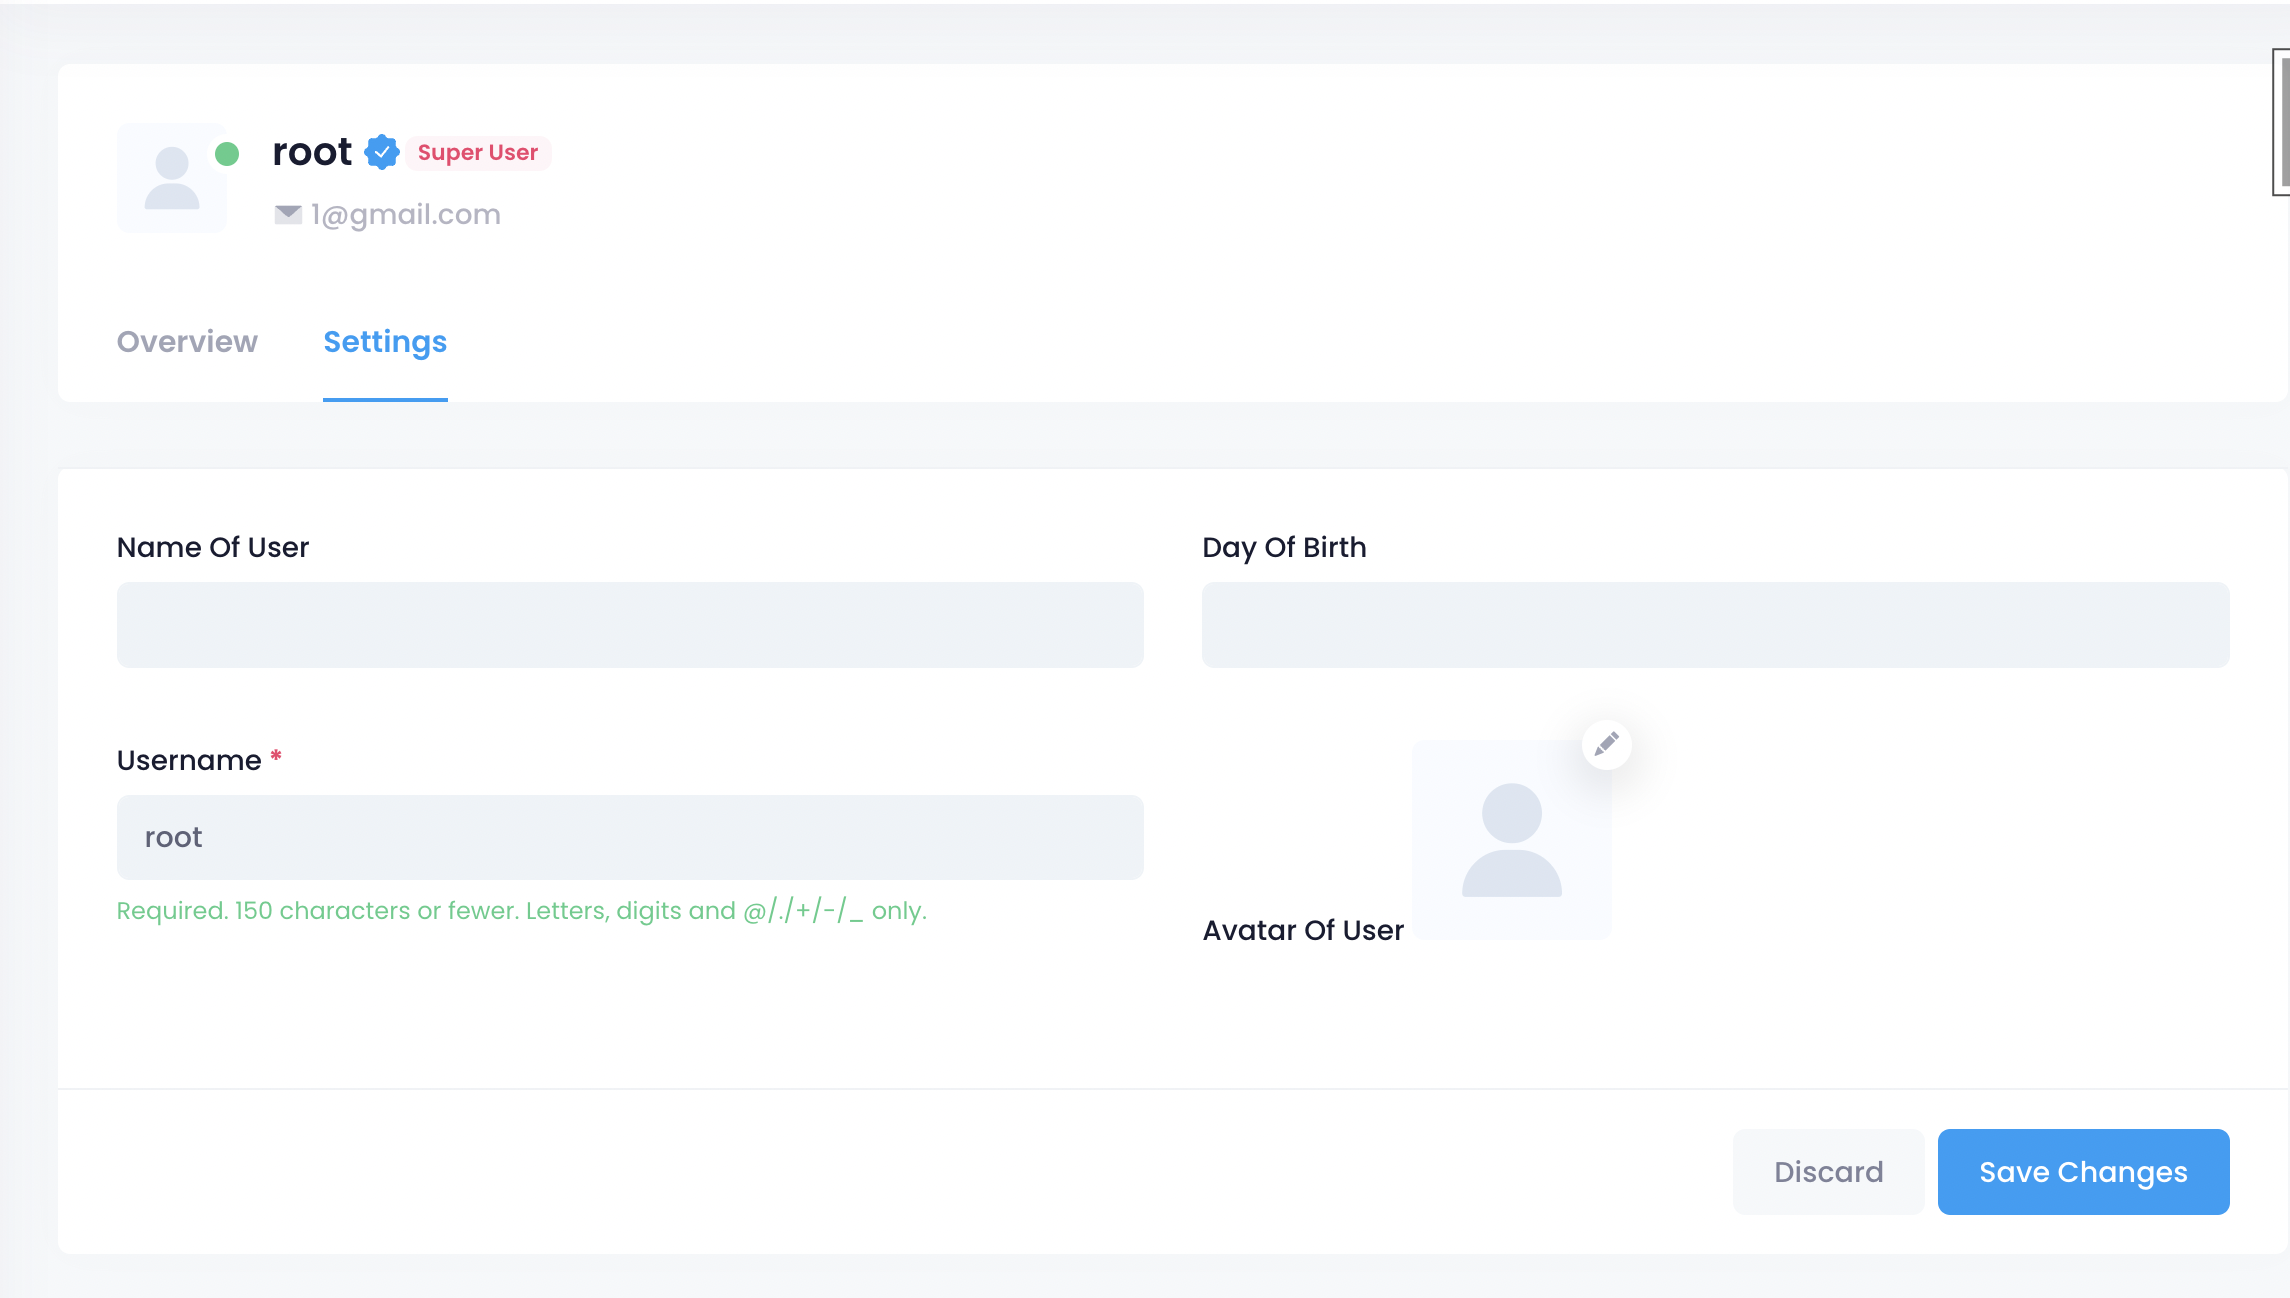 root Super User
1@gmail.com
Overview Settings
Name Of User
Day Of Birth
Username *
root
Required. 150 characters or fewer. Letters, digits and @/./+/-/_ only.
Avatar Of User
Discard Save Changes